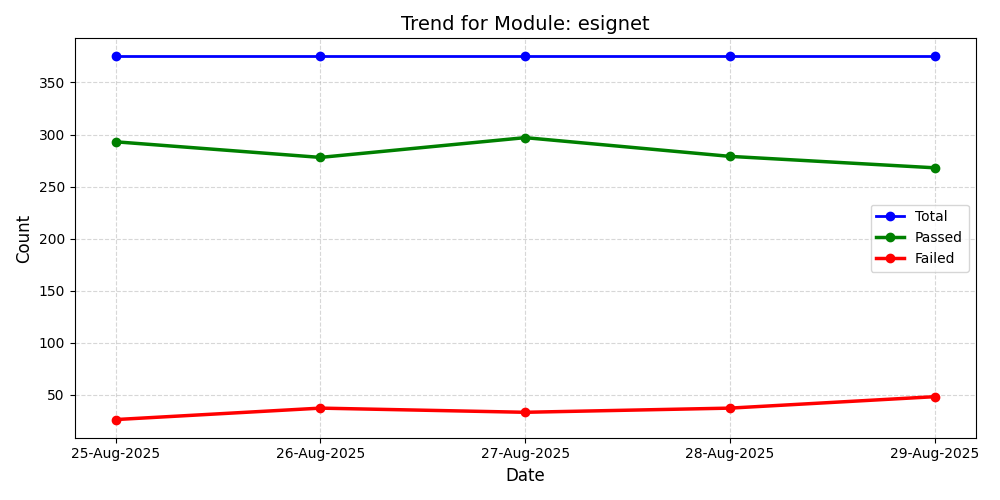 Trend for Module: esignet
Count
350
300
250
200
150
100
50
Total
Passed
Failed
25-Aug-2025
26-Aug-2025
27-Aug-2025
28-Aug-2025
29-Aug-2025
Date